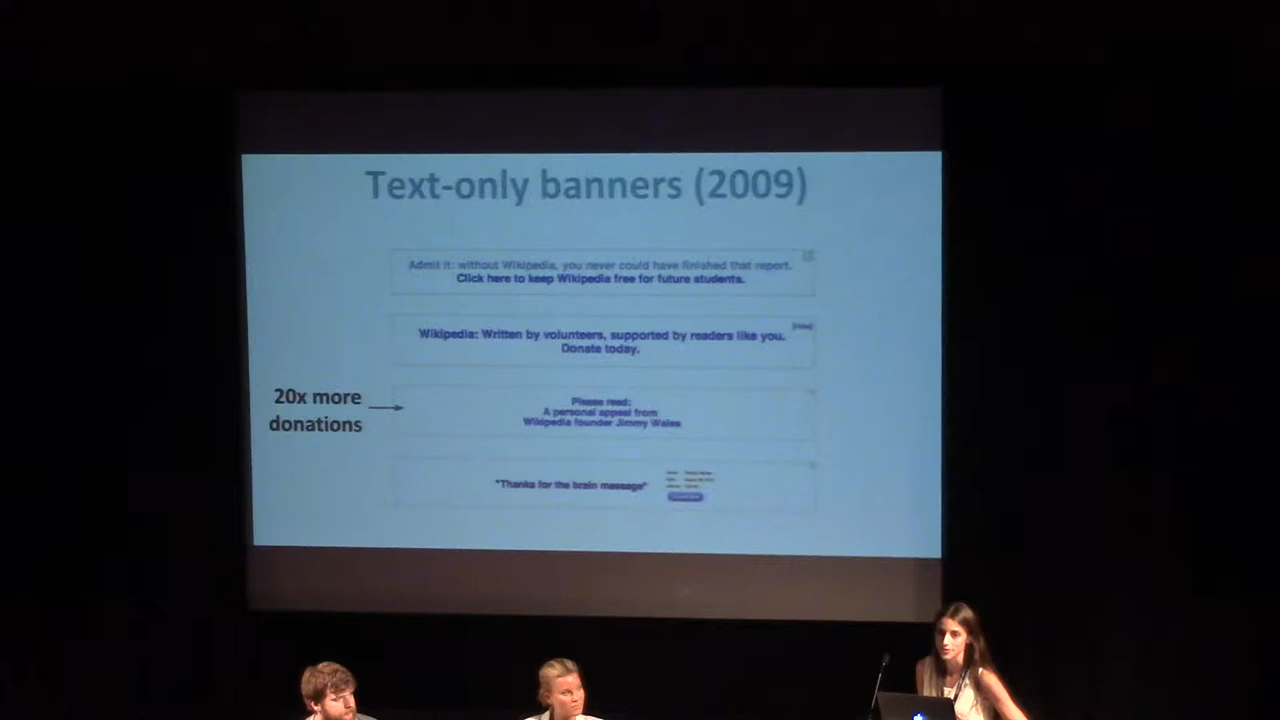 Text-only banners (2009)
Admit it: without Wikipedia, you never could have finished that report.
Click here to keep Wikipedia free for future students.
[Hide]
Wikipedia: Written by volunteers, supported by readers like you.
Donate today.
20x more
donations
Please read:
A personal appeal from
Wikipedia founder Jimmy Wales
"Thanks for the brain massage"